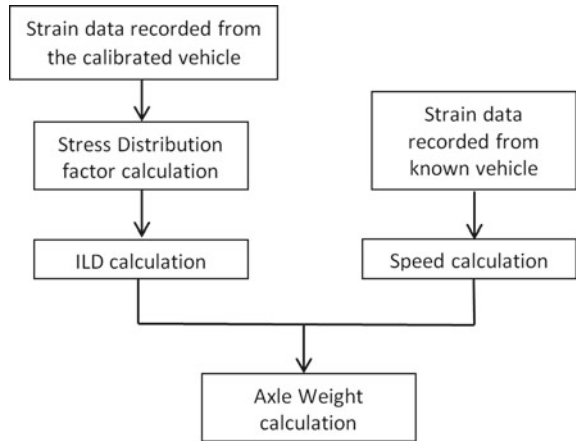 Strain data recorded from
the calibrated vehicle
Stress Distribution
factor calculation
ILD calculation
Strain data
recorded from
known vehicle
Speed calculation
Axle Weight
calculation